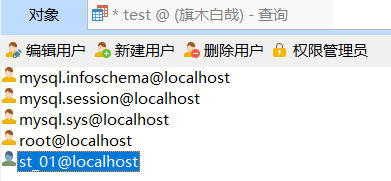 对象 * test @ (旗木白哉) - 查询
编辑用户 新建用户 删除用户 权限管理员
mysql.infoschema@localhost
mysql.session@localhost
mysql.sys@localhost
root@localhost
st_01@localhost